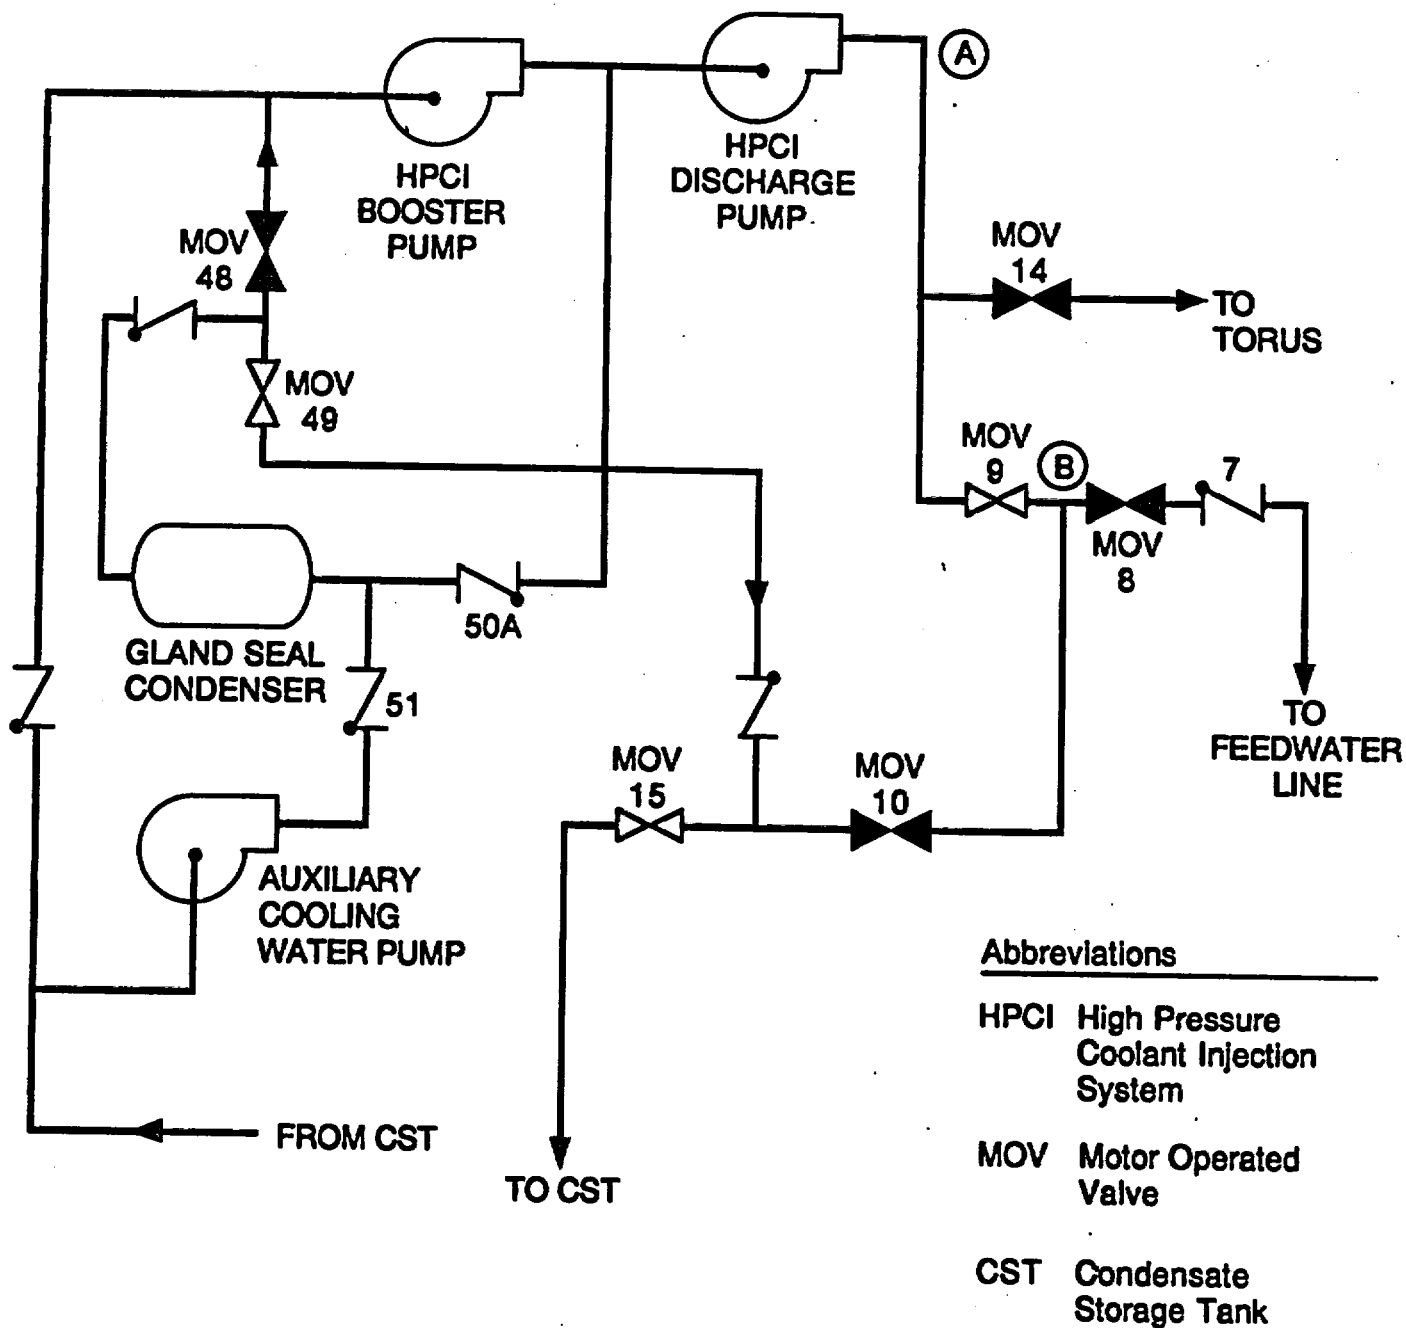 A
HPCI
BOOSTER
PUMP
HPCI
DISCHARGE
PUMP
MOV
48
MOV
14
TO
TORUS
MOV
49
MOV
9
B
7
MOV
8
50A
GLAND SEAL
CONDENSER
51
TO
FEEDWATER
LINE
MOV
15
MOV
10
AUXILIARY
COOLING
WATER PUMP
FROM CST
TO CST
Abbreviations
HPCI High Pressure
Coolant Injection
System
MOV Motor Operated
Valve
CST Condensate
Storage Tank